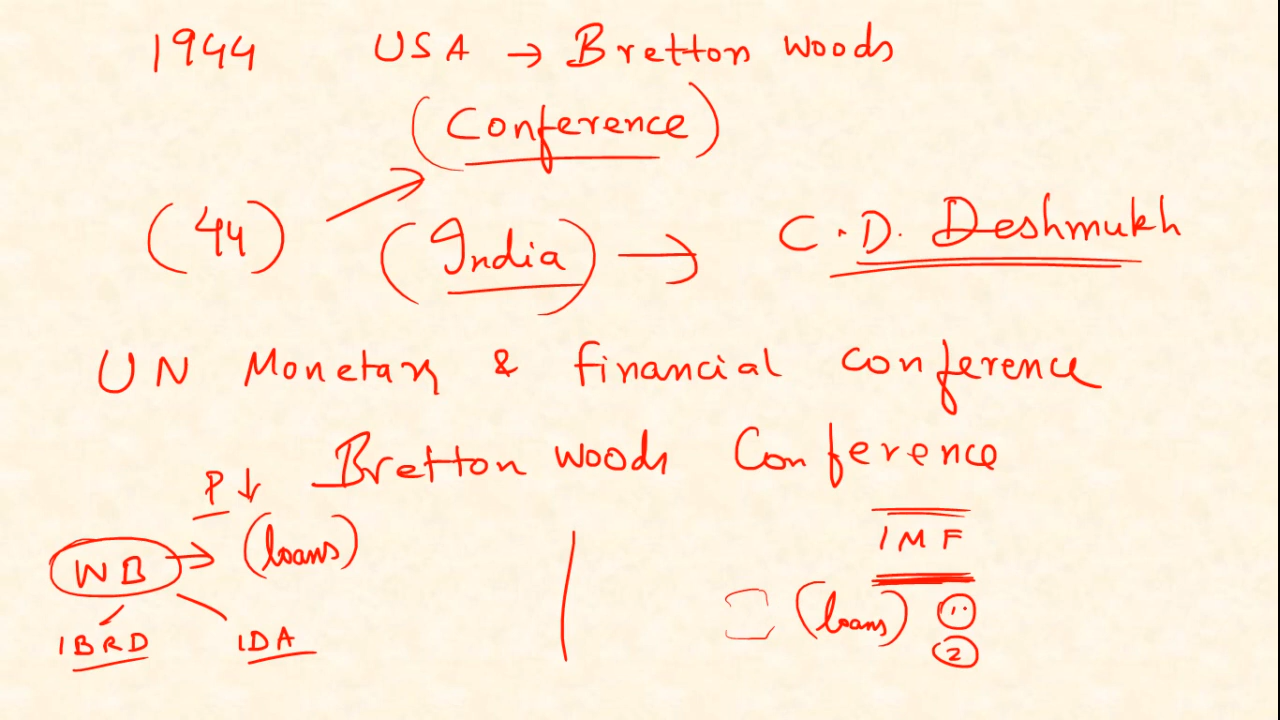 1944 USA → Bretton woods
(Conference)
(44) (India) → C.D. Deshmukh
UN Monetary & financial conference
Bretton woods Conference
P ↓
WB → (loans)
IMF
IBRD IDA
(loans)
2